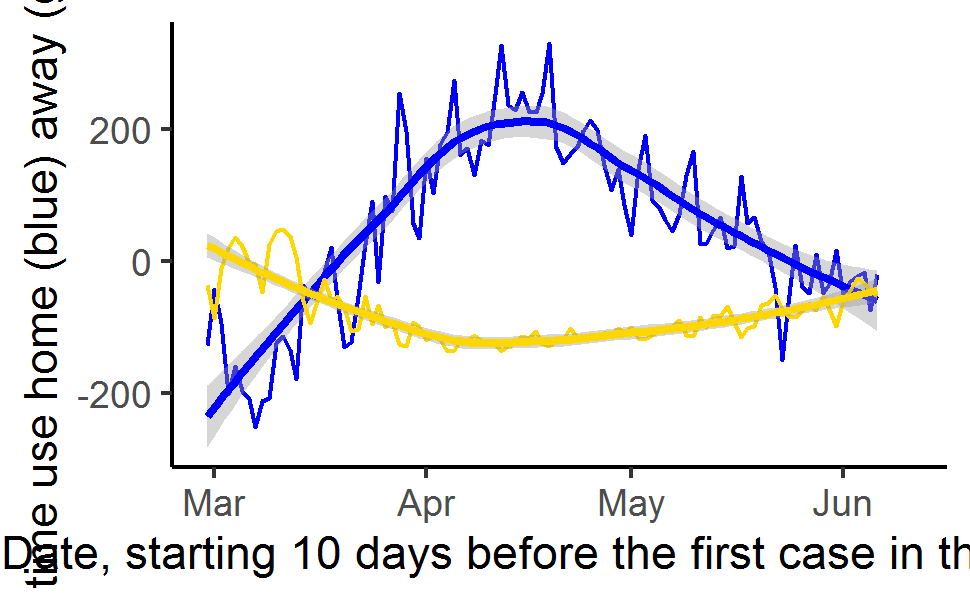 time use home (blue) away (
200
0
-200
Mar Apr May Jun
Date, starting 10 days before the first case in th